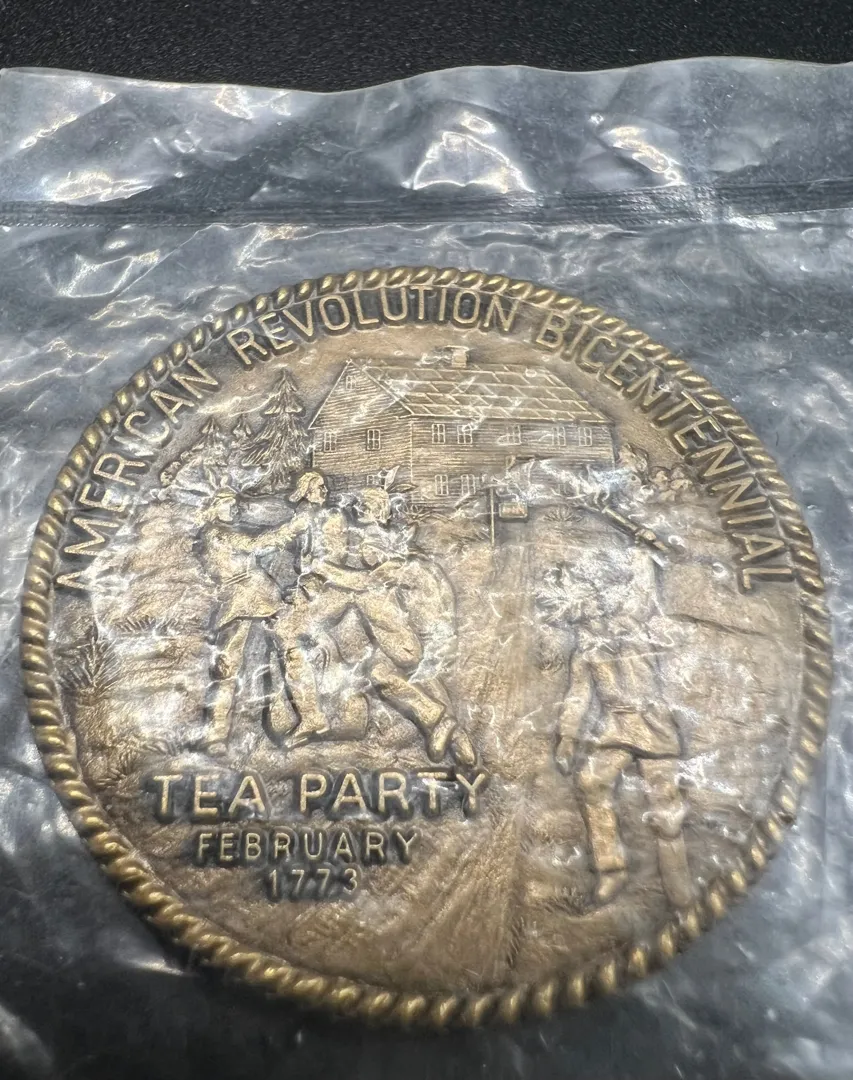 AMERICAN REVOLUTION BICENTENNIAL
TEA PARTY
FEBRUARY
1773